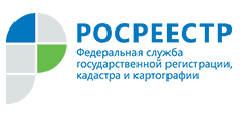 РОСРЕЕСТР
Федеральная служба
государственной регистрации,
кадастра и картографии